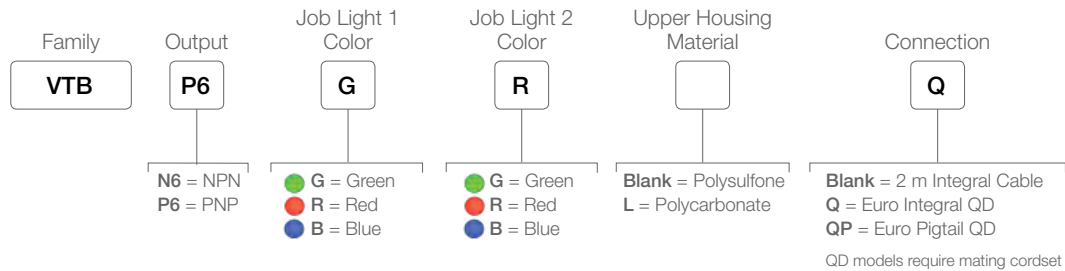 Family
Output
Job Light 1
Color
Job Light 2
Color
Upper Housing
Material
Connection
VTB
P6
G
R
Q
N6 = NPN
P6 = PNP
G = Green
R = Red
B = Blue
G = Green
R = Red
B = Blue
Blank = Polysulfone
L = Polycarbonate
Blank = 2 m Integral Cable
Q = Euro Integral QD
QP = Euro Pigtail QD
QD models require mating cordset